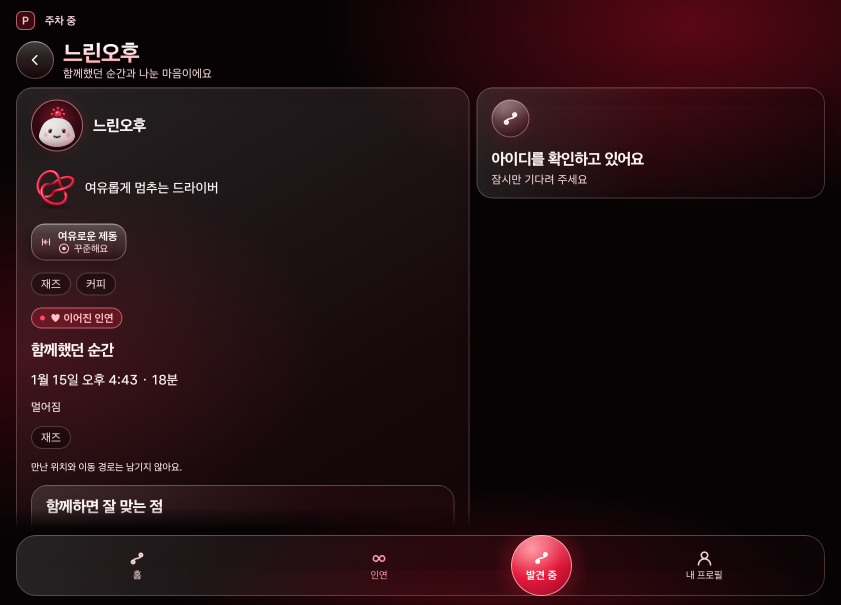 P 주차 중
느린오후
함께했던 순간과 나눈 마음이에요
느린오후
여유롭게 멈추는 드라이버
여유로운 제동
꾸준해요
재즈 커피
이어진 인연
함께했던 순간
1월 15일 오후 4:43 · 18분
멀어짐
재즈
만난 위치와 이동 경로는 남기지 않아요.
함께하면 잘 맞는 점
아이디를 확인하고 있어요
잠시만 기다려 주세요
홈 인연 발견 중 내 프로필